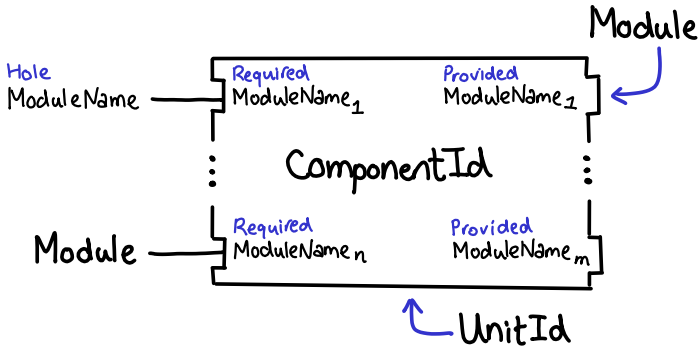 Module
Hole
ModuleName
Required
ModuleName1
Provided
ModuleName1
ComponentId
Module
Required
ModuleNamen
Provided
ModuleNamem
UnitId